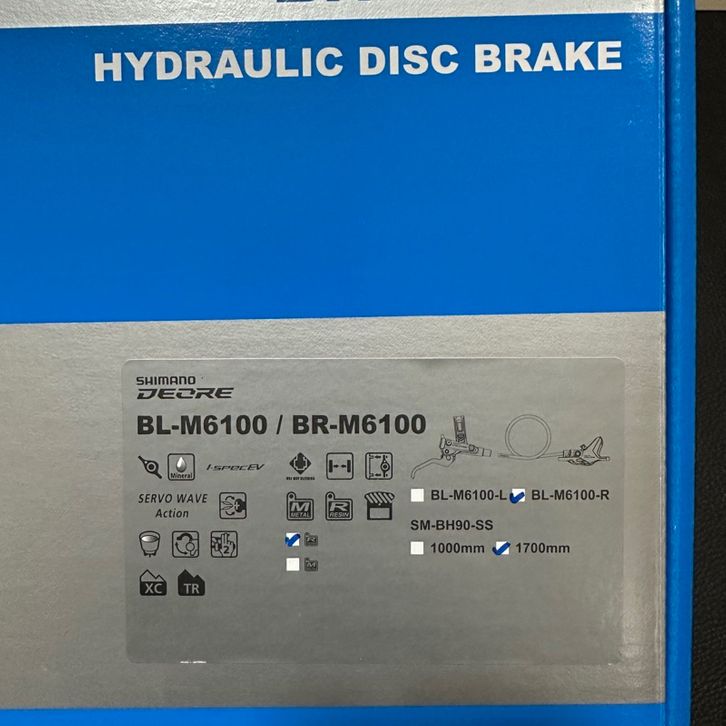 HYDRAULIC DISC BRAKE
SHIMANO
DEORE
BL-M6100 / BR-M6100
Mineral
I-SPEC EV
SERVO WAVE
Action
M
METAL
R
RESIN
BL-M6100-L
BL-M6100-R
SM-BH90-SS
1000mm
1700mm
2
R
M
XC
TR